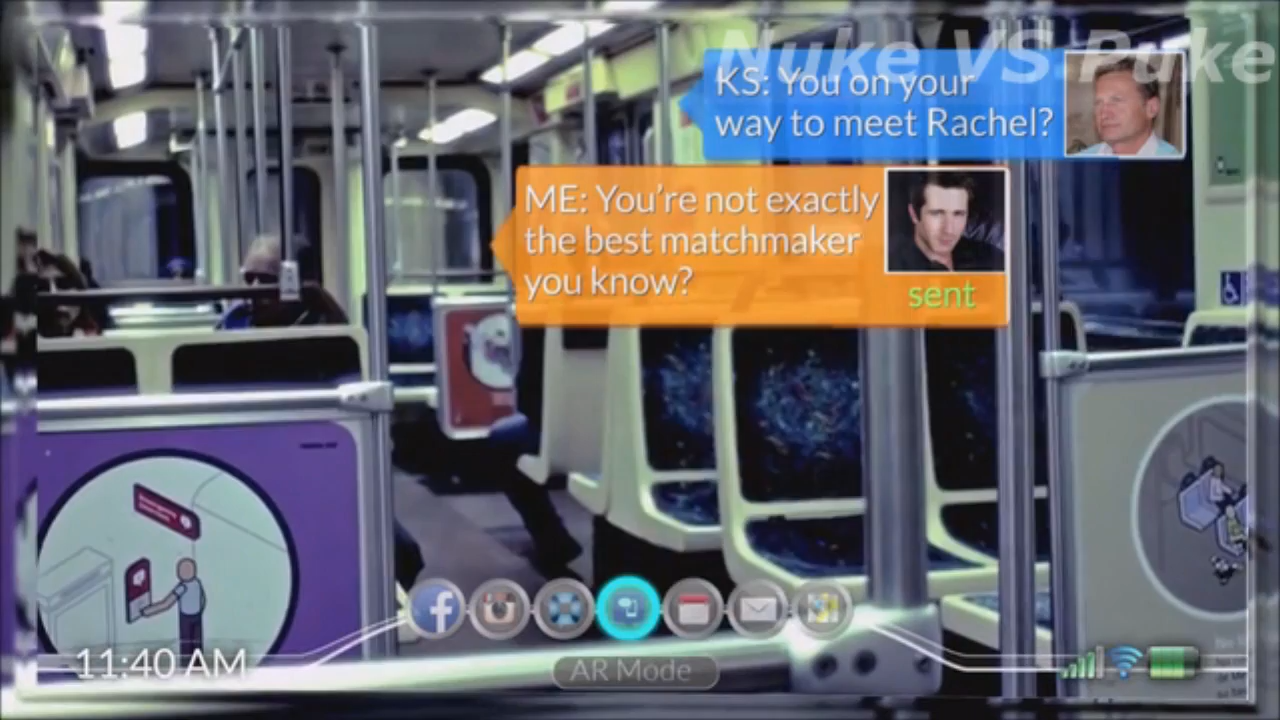 Nuke VS Puke
KS: You on your
way to meet Rachel?
ME: You're not exactly
the best matchmaker
you know?
sent
11:40 AM
AR Mode